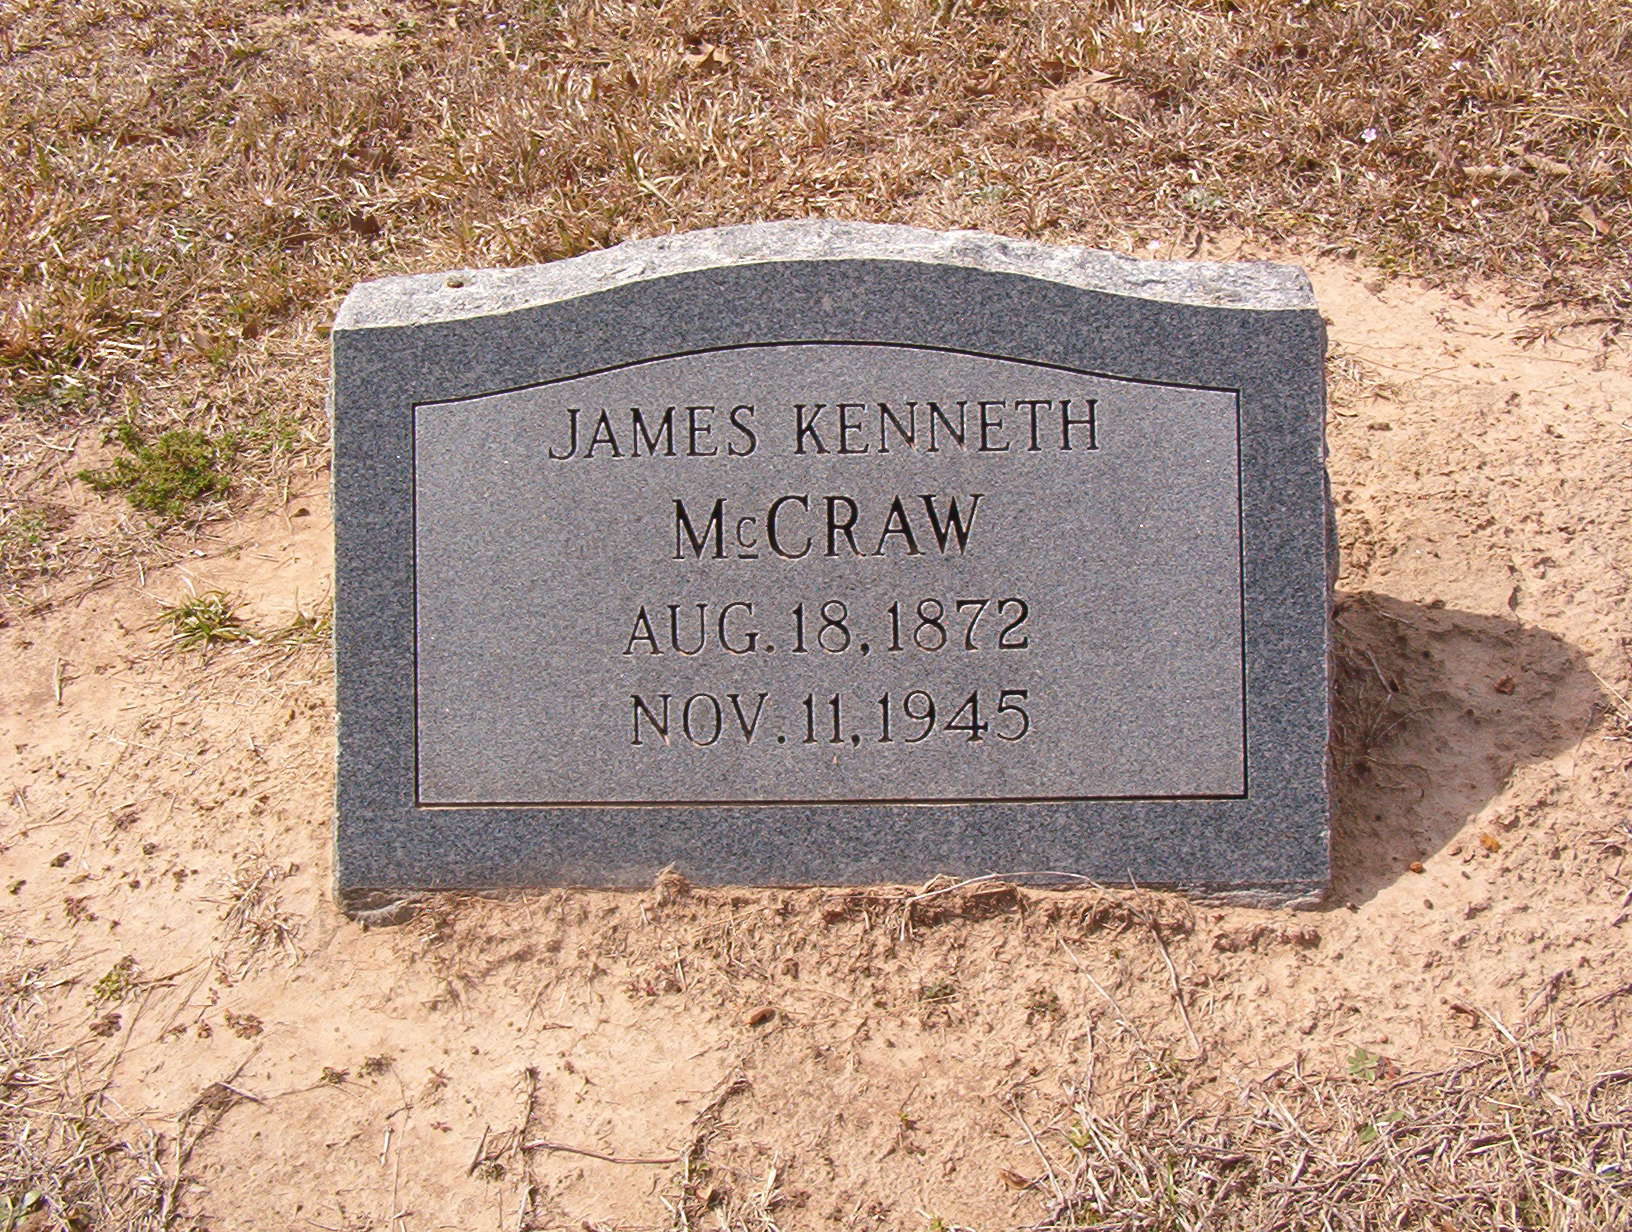 JAMES KENNETH
McCRAW
AUG. 18, 1872
NOV. 11, 1945